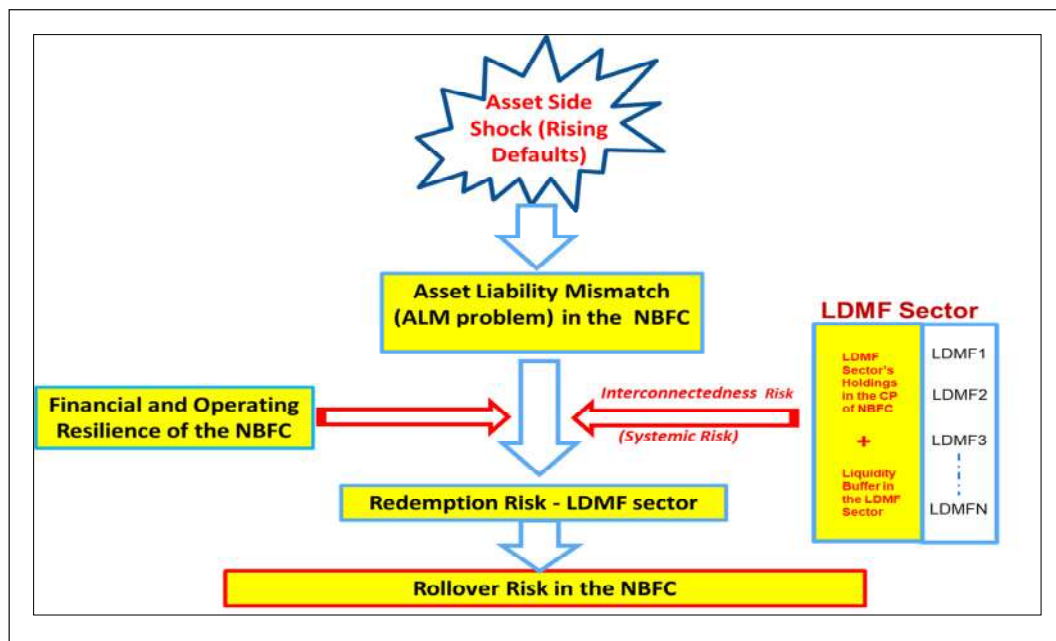 Asset Side
Shock (Rising
Defaults)
Asset Liability Mismatch
(ALM problem) in the NBFC
LDMF Sector
LDMF
Sector's
Holdings
in the CP
of NBFC
+
Liquidity
Buffer in
the LDMF
Sector
LDMF1
LDMF2
LDMF3
LDMFN
Financial and Operating
Resilience of the NBFC
Interconnectedness Risk
(Systemic Risk)
Redemption Risk - LDMF sector
Rollover Risk in the NBFC